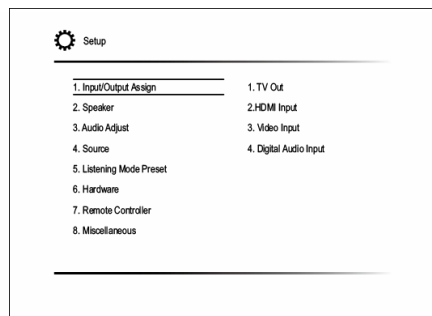 Setup
1. Input/Output Assign
2. Speaker
3. Audio Adjust
4. Source
5. Listening Mode Preset
6. Hardware
7. Remote Controller
8. Miscellaneous
1. TV Out
2.HDMI Input
3. Video Input
4. Digital Audio Input